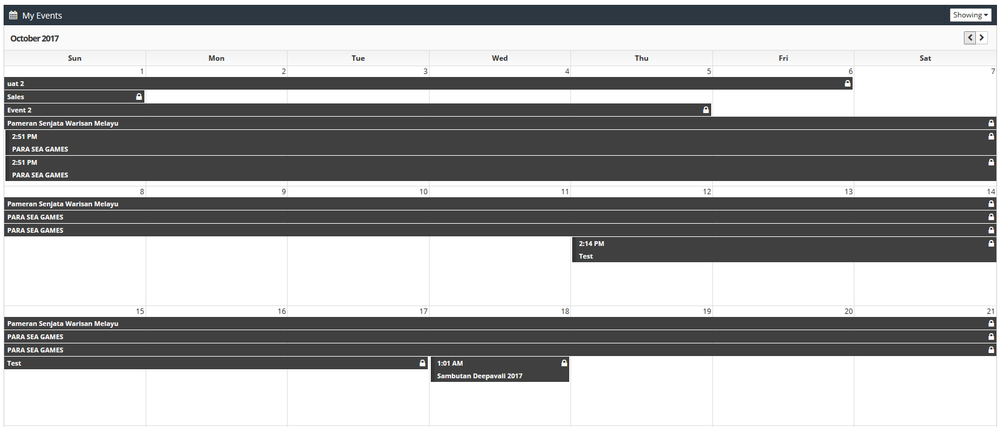 My Events
Showing
October 2017
Sun Mon Tue Wed Thu Fri Sat
1 2 3 4 5 6 7
uat 2
Sales
Event 2
Pameran Senjata Warisan Melayu
2:51 PM
PARA SEA GAMES
2:51 PM
PARA SEA GAMES
8 9 10 11 12 13 14
Pameran Senjata Warisan Melayu
PARA SEA GAMES
PARA SEA GAMES
2:14 PM
Test
15 16 17 18 19 20 21
Pameran Senjata Warisan Melayu
PARA SEA GAMES
PARA SEA GAMES
Test
1:01 AM
Sambutan Deepavali 2017